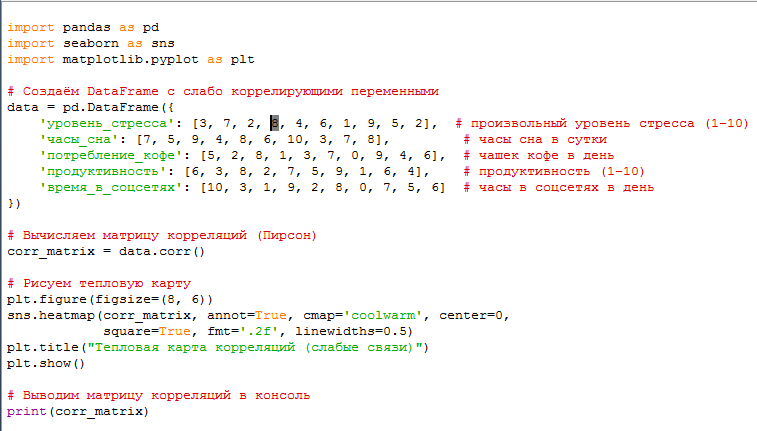 import pandas as pd
import seaborn as sns
import matplotlib.pyplot as plt
# Создаём DataFrame с слабо коррелирующими переменными
data = pd.DataFrame({
'уровень_стресса': [3, 7, 2, 8, 4, 6, 1, 9, 5, 2], # произвольный уровень стресса (1-10)
'часы_сна': [7, 5, 9, 4, 8, 6, 10, 3, 7, 8], # часы сна в сутки
'потребление_кофе': [5, 2, 8, 1, 3, 7, 0, 9, 4, 6], # чашек кофе в день
'продуктивность': [6, 3, 8, 2, 7, 5, 9, 1, 6, 4], # продуктивность (1-10)
'время_в_соцсетях': [10, 3, 1, 9, 2, 8, 0, 7, 5, 6] # часы в соцсетях в день
})
# Вычисляем матрицу корреляций (Пирсон)
corr_matrix = data.corr()
# Рисуем тепловую карту
plt.figure(figsize=(8, 6))
sns.heatmap(corr_matrix, annot=True, cmap='coolwarm', center=0,
square=True, fmt='.2f', linewidths=0.5)
plt.title("Тепловая карта корреляций (слабые связи)")
plt.show()
# Выводим матрицу корреляций в консоль
print(corr_matrix)